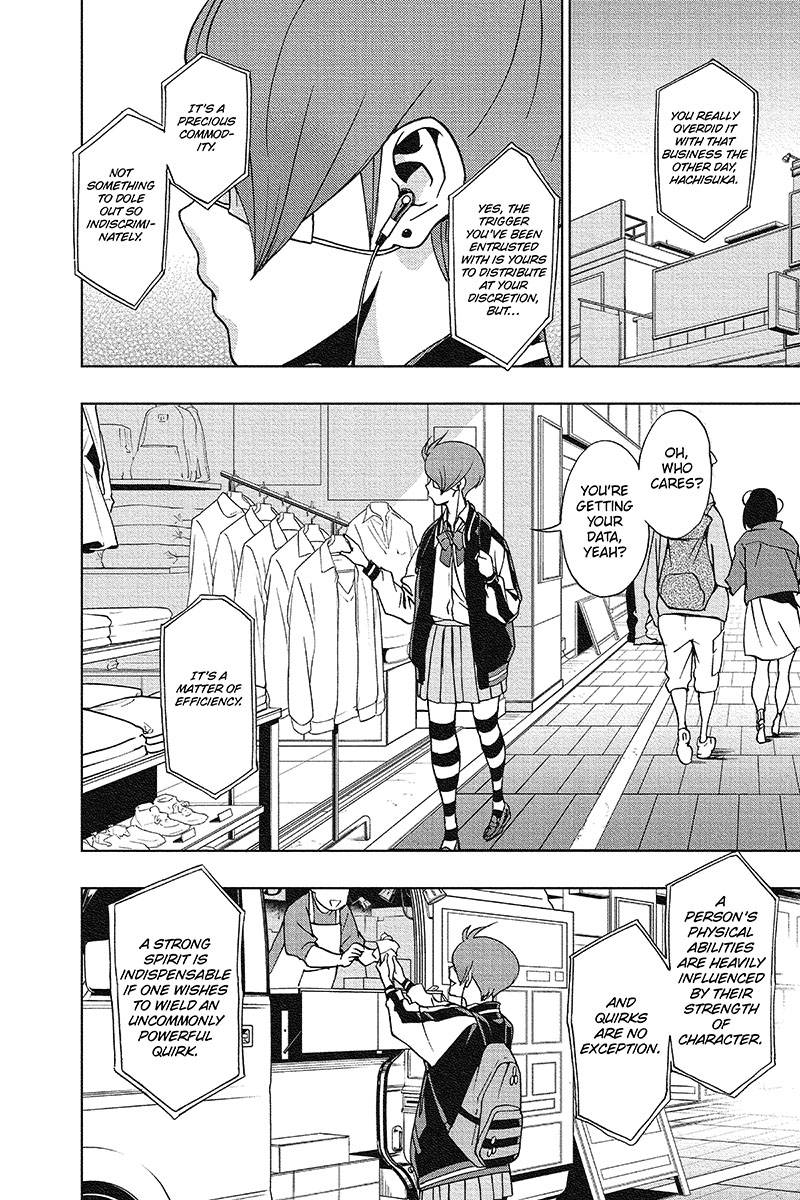 YOU REALLY
OVERDID IT
WITH THAT
BUSINESS THE
OTHER DAY,
HACHISUKA.
YES, THE
TRIGGER
YOU'VE BEEN
ENTRUSTED
WITH IS YOURS
TO DISTRIBUTE
AT YOUR
DISCRETION,
BUT...
IT'S A
PRECIOUS
COMMOD-
ITY.
NOT
SOMETHING
TO DOLE
OUT SO
INDISCRIMI-
NATELY.
OH,
WHO
CARES?
YOU'RE
GETTING
YOUR
DATA,
YEAH?
IT'S A
MATTER OF
EFFICIENCY.
A
PERSON'S
PHYSICAL
ABILITIES
ARE HEAVILY
INFLUENCED
BY THEIR
STRENGTH
OF
CHARACTER.
AND
QUIRKS
ARE NO
EXCEPTION.
A STRONG
SPIRIT IS
INDISPENSABLE
IF ONE WISHES
TO WIELD AN
UNCOMMONLY
POWERFUL
QUIRK.